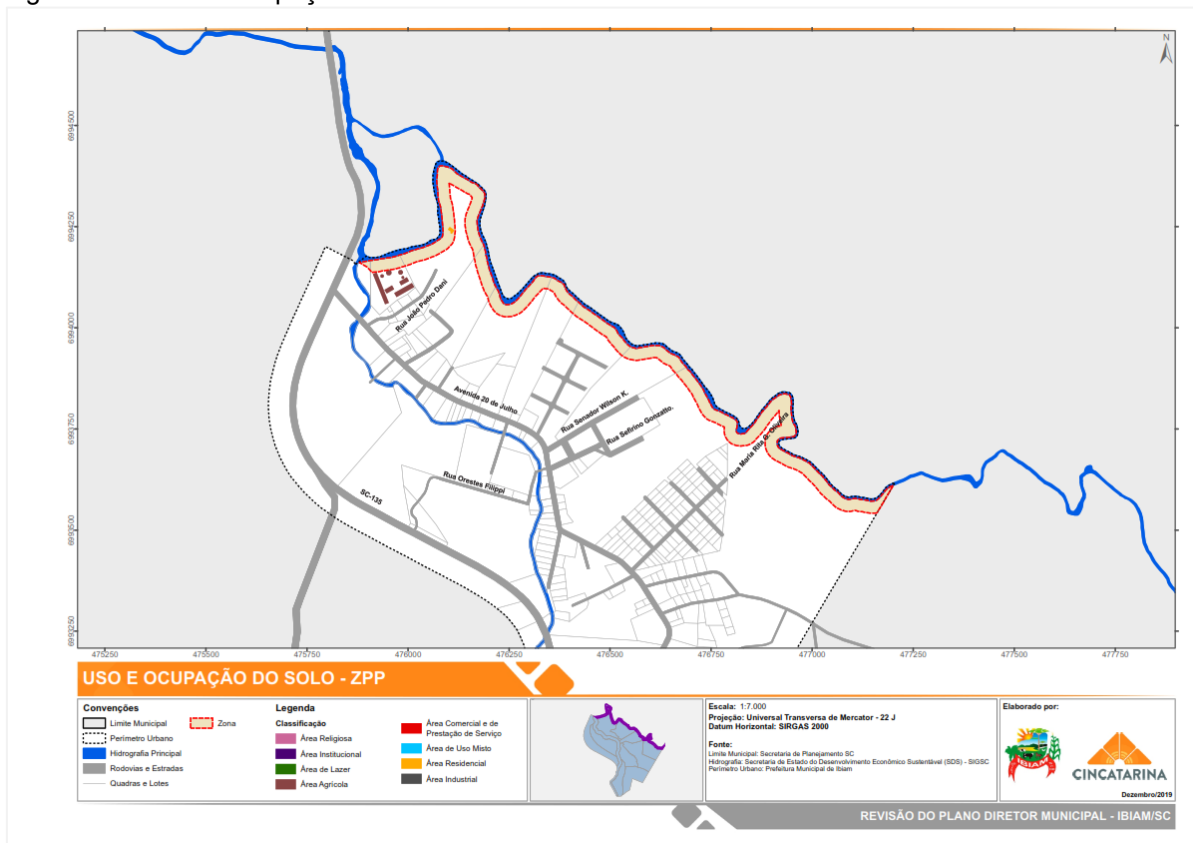 N
6994500
6994250
6994000
6993750
6993500
6993250
Rua João Pedro Dani
Avenida 20 de Julho
Rua Senador Wilson K.
Rua Sefirino Gonzatto.
Rua Maria Rita G. Oliveira
Rua Orestes Filippi
SC-135
475250 475500 475750 476000 476250 476500 476750 477000 477250 477500 477750
USO E OCUPAÇÃO DO SOLO - ZPP
Convenções
Limite Municipal
Zona
Perímetro Urbano
Hidrografia Principal
Rodovias e Estradas
Quadras e Lotes
Legenda
Classificação
Área Religiosa
Área Institucional
Área de Lazer
Área Agrícola
Área Comercial e de
Prestação de Serviço
Área de Uso Misto
Área Residencial
Área Industrial
Escala: 1:7.000
Projeção: Universal Transversa de Mercator - 22 J
Datum Horizontal: SIRGAS 2000
Fonte:
Limite Municipal: Secretaria de Planejamento SC
Hidrografia: Secretaria de Estado do Desenvolvimento Econômico Sustentável (SDS) - SIGSC
Perímetro Urbano: Prefeitura Municipal de Ibiam
Elaborado por:
IBIAM
CINCATARINA
Dezembro/2019
REVISÃO DO PLANO DIRETOR MUNICIPAL - IBIAM/SC